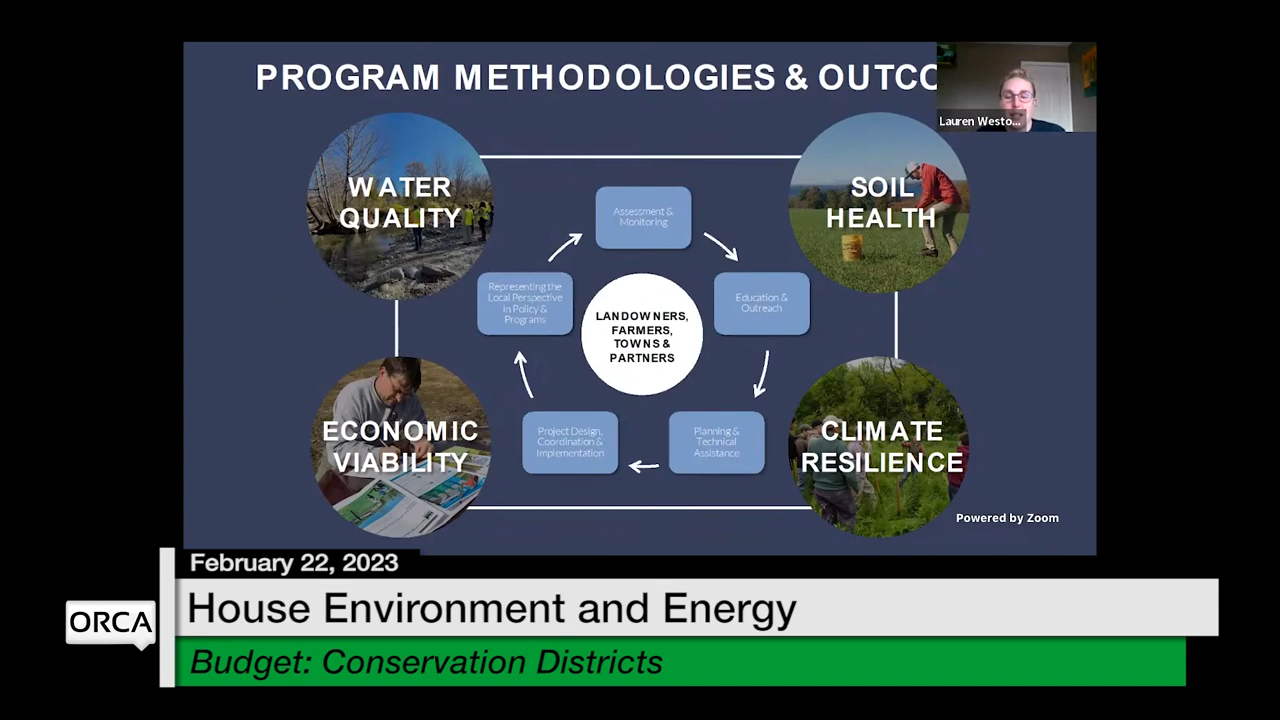 PROGRAM METHODOLOGIES & OUTCO
Lauren Westo...
WATER
QUALITY
SOIL
HEALTH
Assessment &
Monitoring
Representing the
Local Perspective
in Policy &
Programs
Education &
Outreach
LANDOWNERS,
FARMERS,
TOWNS &
PARTNERS
ECONOMIC
VIABILITY
Project Design,
Coordination &
Implementation
Planning &
Technical
Assistance
CLIMATE
RESILIENCE
Powered by Zoom
February 22, 2023
House Environment and Energy
ORCA
Budget: Conservation Districts